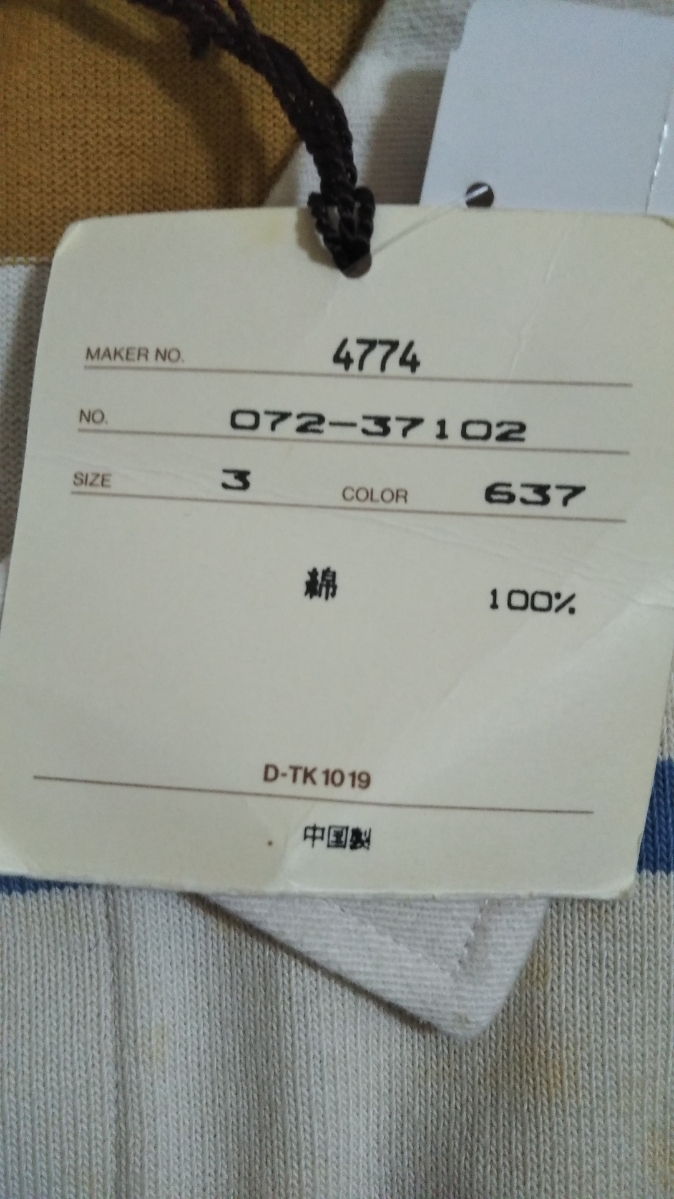 MAKER NO. 4774
NO. 072-37102
SIZE 3 COLOR 637
綿 100%
D-TK1019
中国製